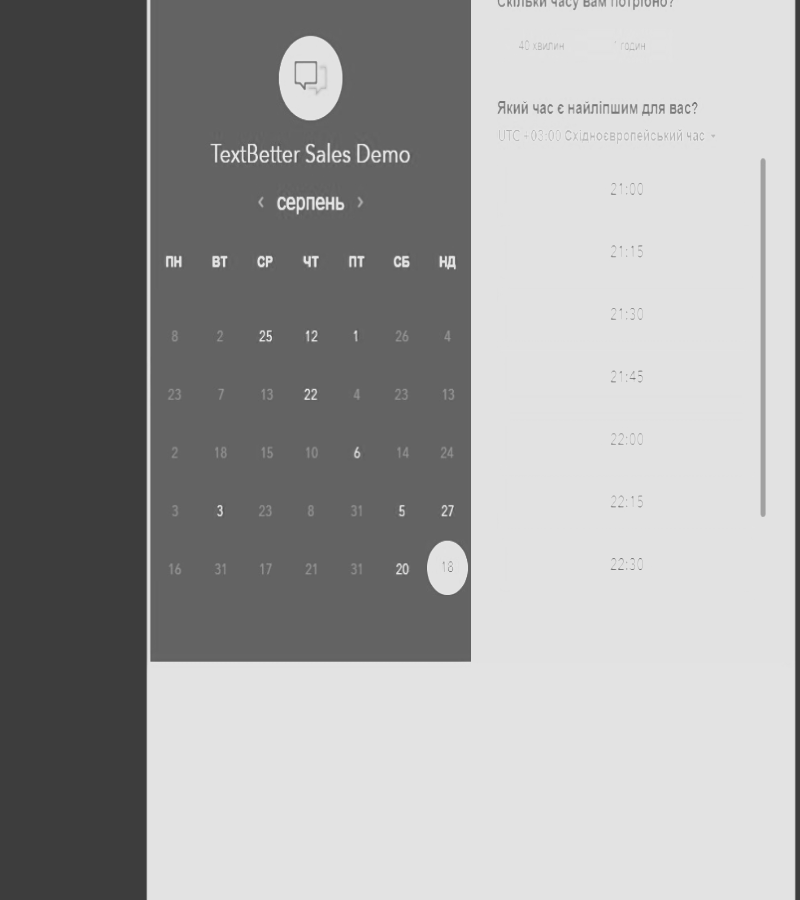 TextBetter Sales Demo
‹ серпень ›
ПН ВТ СР ЧТ ПТ СБ НД
8 2 25 12 1 26 4
23 7 13 22 4 23 13
2 18 15 10 6 14 24
3 3 23 8 31 5 27
16 31 17 21 31 20 18
Скільки часу вам потрібно?
40 хвилин 1 годин
Який час є найліпшим для вас?
UTC - 03:00 Східноєвропейський час
21:00
21:15
21:30
21:45
22:00
22:15
22:30